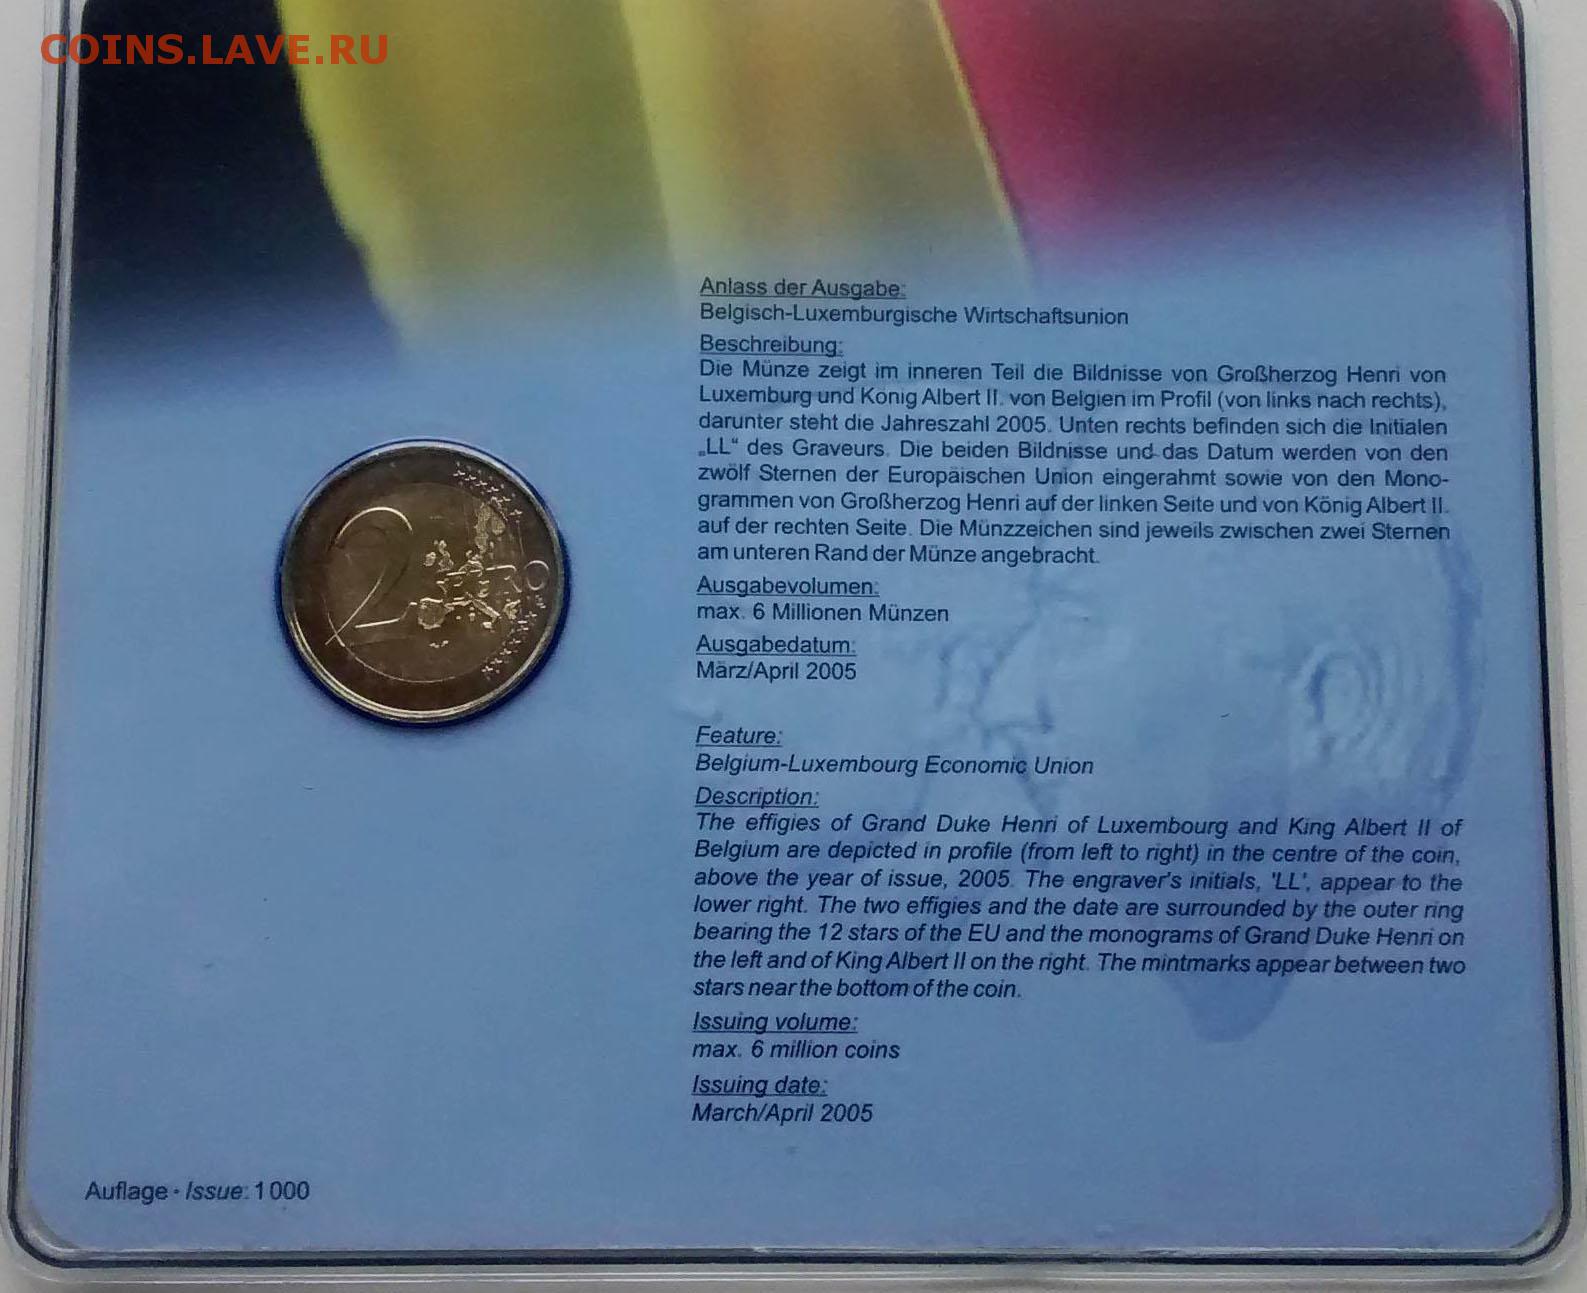 COINS.LAVE.RU
Anlass der Ausgabe:
Belgisch-Luxemburgische Wirtschaftsunion
Beschreibung:
Die Münze zeigt im inneren Teil die Bildnisse von Großherzog Henri von
Luxemburg und König Albert II. von Belgien im Profil (von links nach rechts),
darunter steht die Jahreszahl 2005. Unten rechts befinden sich die Initialen
„LL“ des Graveurs. Die beiden Bildnisse und das Datum werden von den
zwölf Sternen der Europäischen Union eingerahmt sowie von den Mono-
grammen von Großherzog Henri auf der linken Seite und von König Albert II.
auf der rechten Seite. Die Münzzeichen sind jeweils zwischen zwei Sternen
am unteren Rand der Münze angebracht.
Ausgabevolumen:
max. 6 Millionen Münzen
Ausgabedatum:
März/April 2005
Feature:
Belgium-Luxembourg Economic Union
Description:
The effigies of Grand Duke Henri of Luxembourg and King Albert II of
Belgium are depicted in profile (from left to right) in the centre of the coin,
above the year of issue, 2005. The engraver's initials, 'LL', appear to the
lower right. The two effigies and the date are surrounded by the outer ring
bearing the 12 stars of the EU and the monograms of Grand Duke Henri on
the left and of King Albert II on the right. The mintmarks appear between two
stars near the bottom of the coin.
Issuing volume:
max. 6 million coins
Issuing date:
March/April 2005
2
Auflage · Issue: 1000